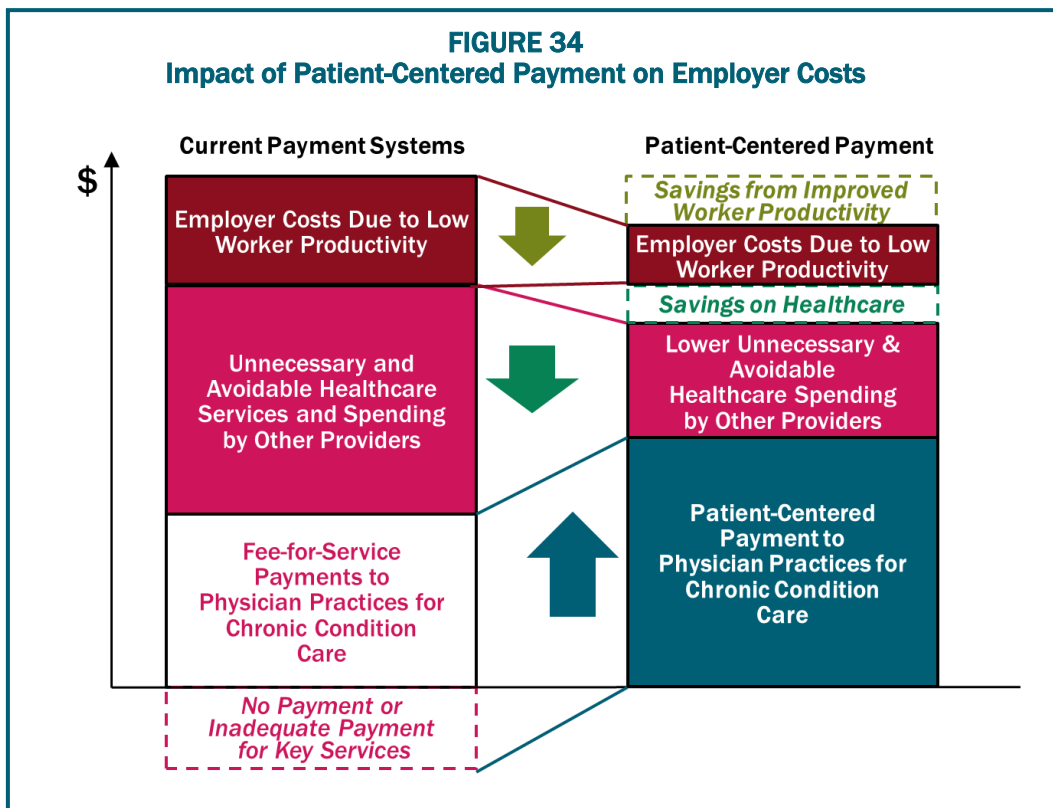 FIGURE 34
Impact of Patient-Centered Payment on Employer Costs
Current Payment Systems
Patient-Centered Payment
$
Employer Costs Due to Low
Worker Productivity
Unnecessary and
Avoidable Healthcare
Services and Spending
by Other Providers
Fee-for-Service
Payments to
Physician Practices for
Chronic Condition
Care
No Payment or
Inadequate Payment
for Key Services
Savings from Improved
Worker Productivity
Employer Costs Due to Low
Worker Productivity
Savings on Healthcare
Lower Unnecessary &
Avoidable
Healthcare Spending
by Other Providers
Patient-Centered
Payment to
Physician Practices for
Chronic Condition
Care